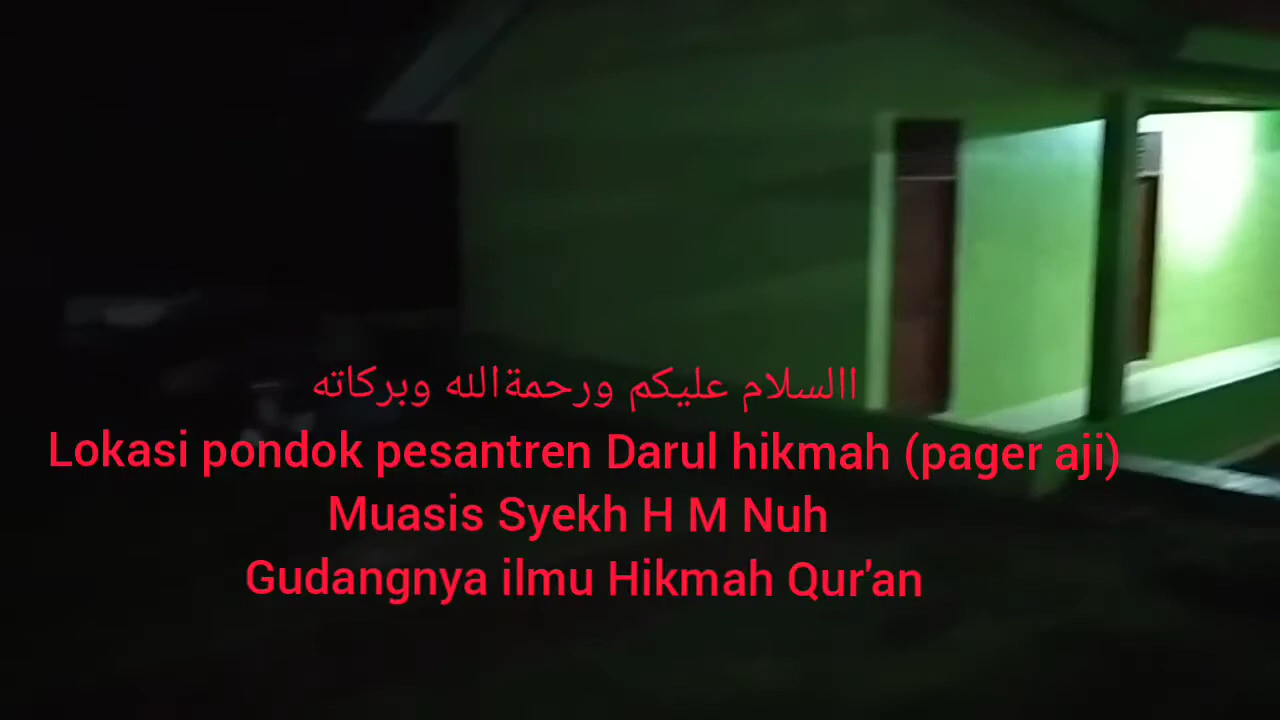 االسلام عليكم ورحمةالله وبركاته
Lokasi pondok pesantren Darul hikmah (pager aji)
Muasis Syekh H M Nuh
Gudangnya ilmu Hikmah Qur'an